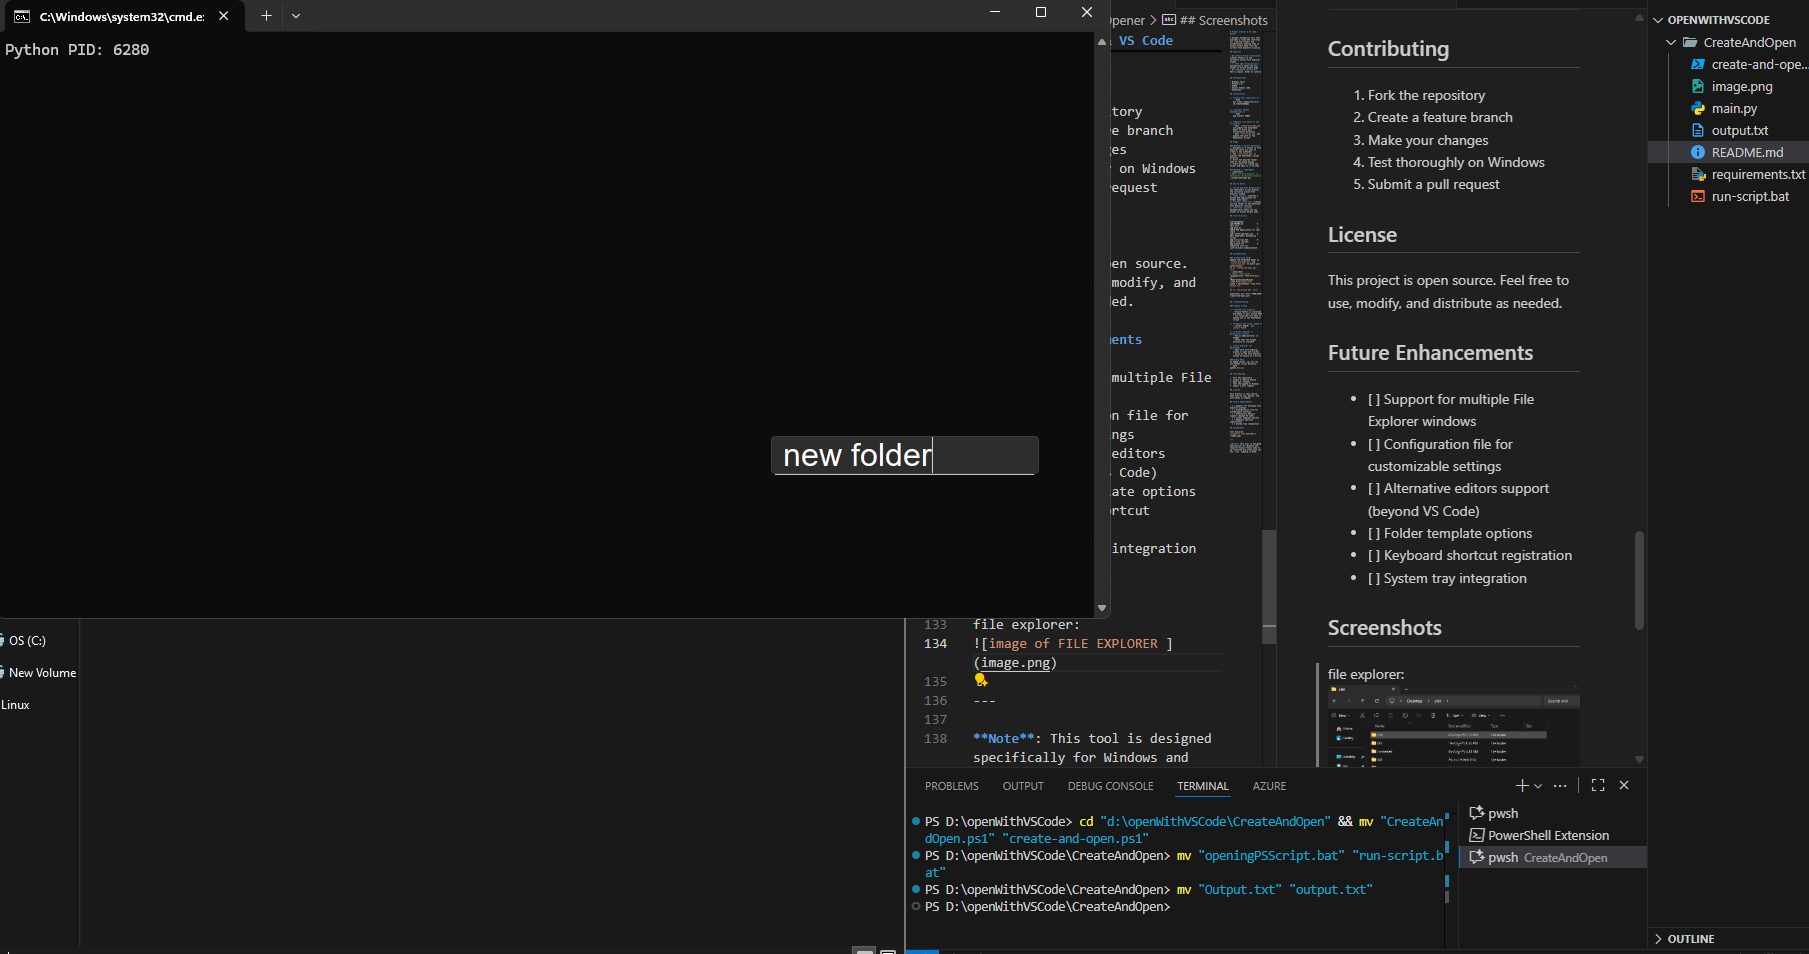 C:\Windows\system32\cmd.e:
Python PID: 6280
new folder
OS (C:)
New Volume
Linux
pener > ## Screenshots
VS Code
tory
e branch
es
on Windows
equest
en source.
modify, and
ed.
ents
multiple File
n file for
ngs
editors
Code)
ate options
rtcut
integration
133 file explorer:
134 ![image of FILE EXPLORER ]
(image.png)
135
136 ---
137
138 **Note**: This tool is designed
specifically for Windows and
Contributing
1. Fork the repository
2. Create a feature branch
3. Make your changes
4. Test thoroughly on Windows
5. Submit a pull request
License
This project is open source. Feel free to
use, modify, and distribute as needed.
Future Enhancements
• [ ] Support for multiple File
Explorer windows
• [ ] Configuration file for
customizable settings
• [ ] Alternative editors support
(beyond VS Code)
• [ ] Folder template options
• [ ] Keyboard shortcut registration
• [ ] System tray integration
Screenshots
file explorer:
OPENWITHVSCODE
CreateAndOpen
create-and-ope...
image.png
main.py
output.txt
README.md
requirements.txt
run-script.bat
OUTLINE
PROBLEMS OUTPUT DEBUG CONSOLE TERMINAL AZURE
PS D:\openWithVSCode> cd "d:\openWithVSCode\CreateAndOpen" && mv "CreateAn
dOpen.ps1" "create-and-open.ps1"
PS D:\openWithVSCode\CreateAndOpen> mv "openingPSScript.bat" "run-script.b
at"
PS D:\openWithVSCode\CreateAndOpen> mv "Output.txt" "output.txt"
PS D:\openWithVSCode\CreateAndOpen>
pwsh
PowerShell Extension
pwsh CreateAndOpen